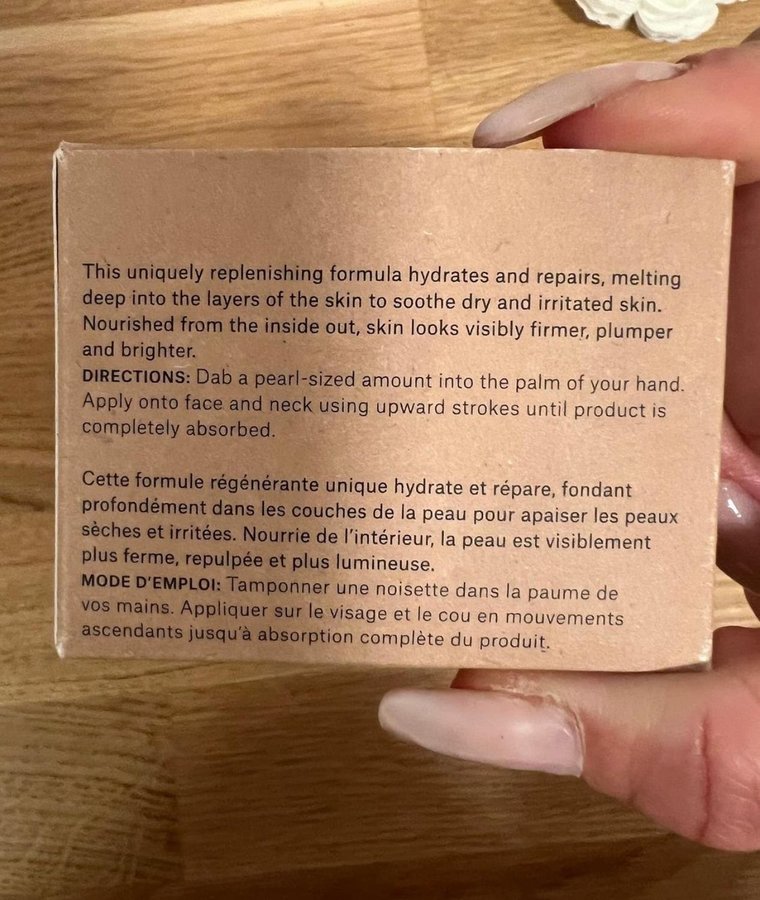 This uniquely replenishing formula hydrates and repairs, melting
deep into the layers of the skin to soothe dry and irritated skin.
Nourished from the inside out, skin looks visibly firmer, plumper
and brighter.
DIRECTIONS: Dab a pearl-sized amount into the palm of your hand.
Apply onto face and neck using upward strokes until product is
completely absorbed.
Cette formule régénérante unique hydrate et répare, fondant
profondément dans les couches de la peau pour apaiser les peaux
sèches et irritées. Nourrie de l'intérieur, la peau est visiblement
plus ferme, repulpée et plus lumineuse.
MODE D'EMPLOI: Tamponner une noisette dans la paume de
vos mains. Appliquer sur le visage et le cou en mouvements
ascendants jusqu'à absorption complète du produit.